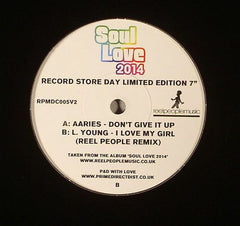 Soul
Love
2014
RECORD STORE DAY LIMITED EDITION 7"
RPMDC005V2
reelpeoplemusic
A: AARIES - DON'T GIVE IT UP
B: L. YOUNG - I LOVE MY GIRL
(REEL PEOPLE REMIX)
TAKEN FROM THE ALBUM 'SOUL LOVE 2014'
WWW.REELPEOPLEMUSIC.CO.UK
P&D WITH LOVE
WWW.PRIMEDIRECTDIST.CO.UK
B